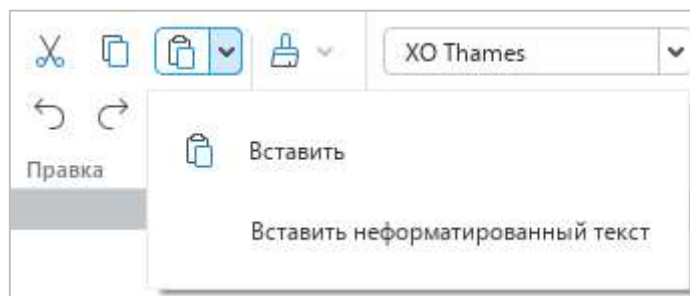 XO Thames
Правка
Вставить
Вставить неформатированный текст